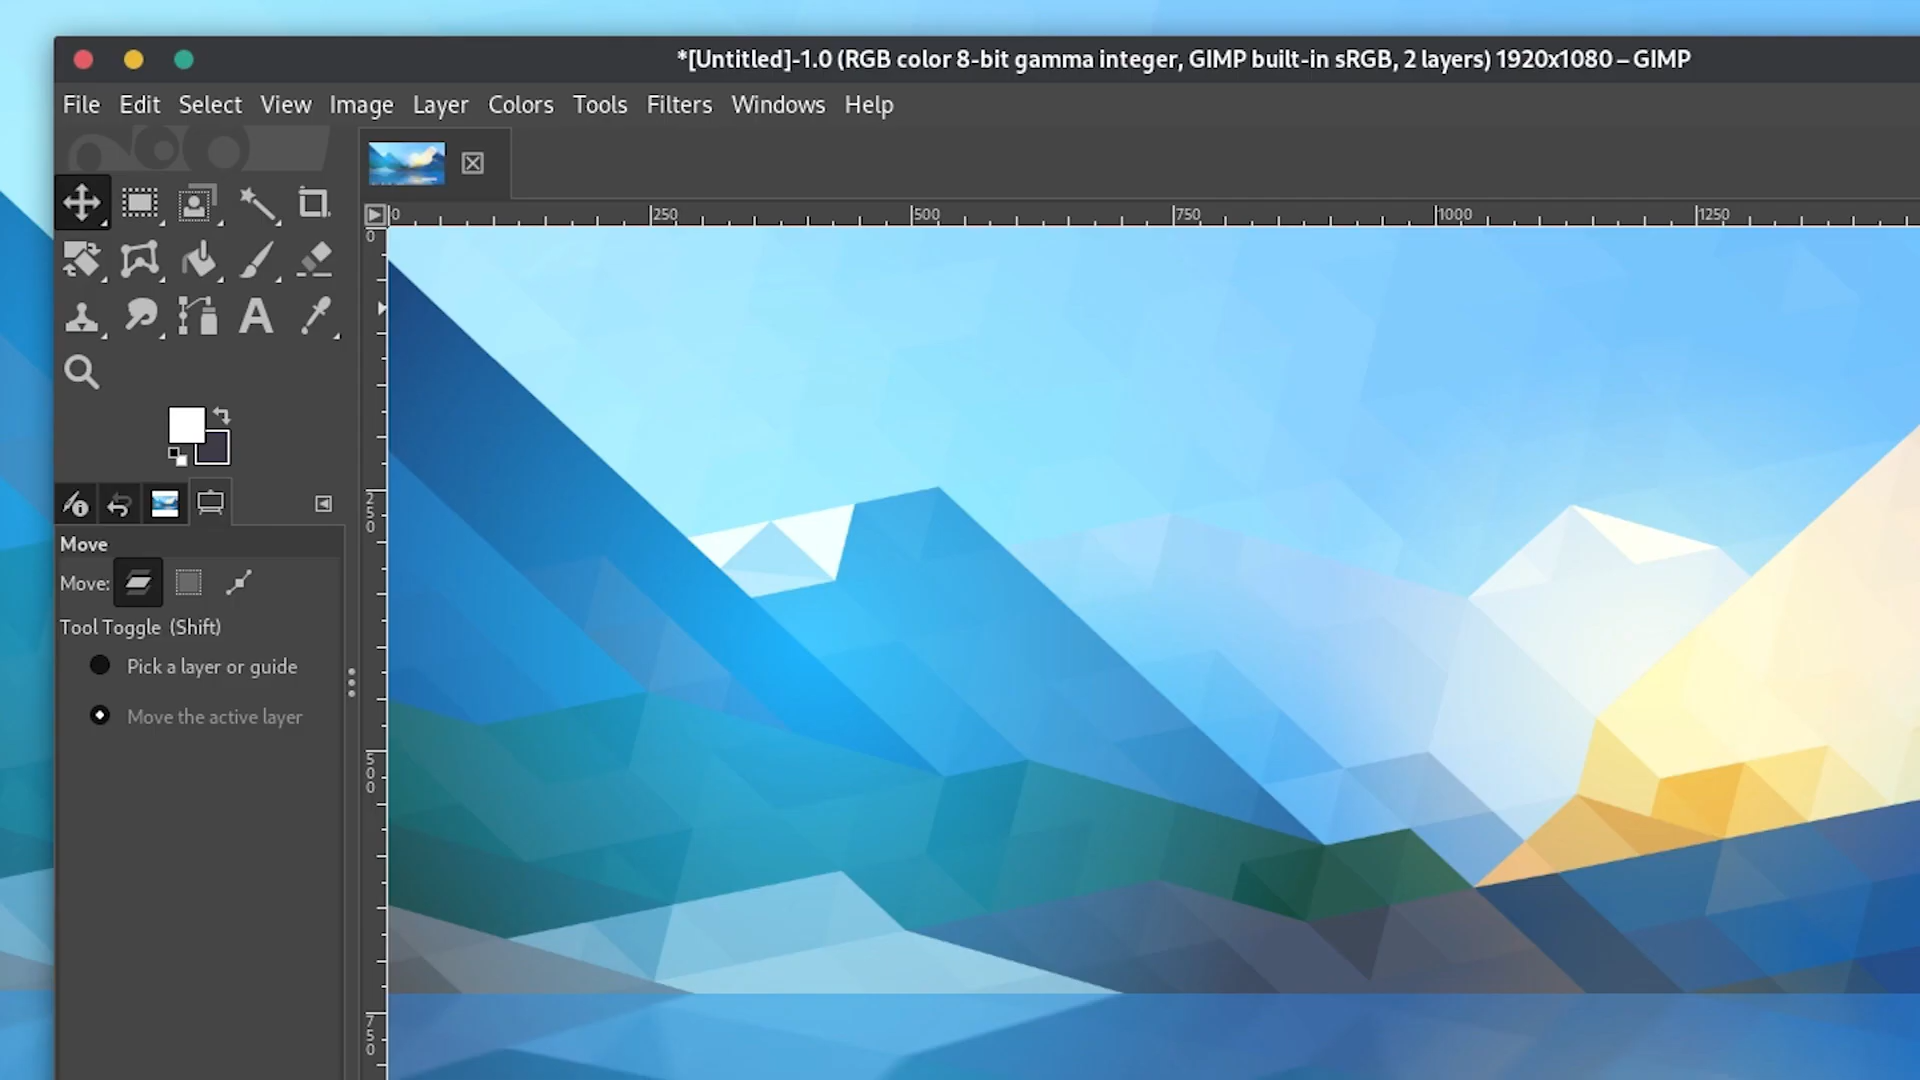 *[Untitled]-1.0 (RGB color 8-bit gamma integer, GIMP built-in sRGB, 2 layers) 1920x1080 – GIMP
File Edit Select View Image Layer Colors Tools Filters Windows Help
0 250 500 750 1000 1250
0
250
500
750
Move
Move:
Tool Toggle (Shift)
Pick a layer or guide
Move the active layer